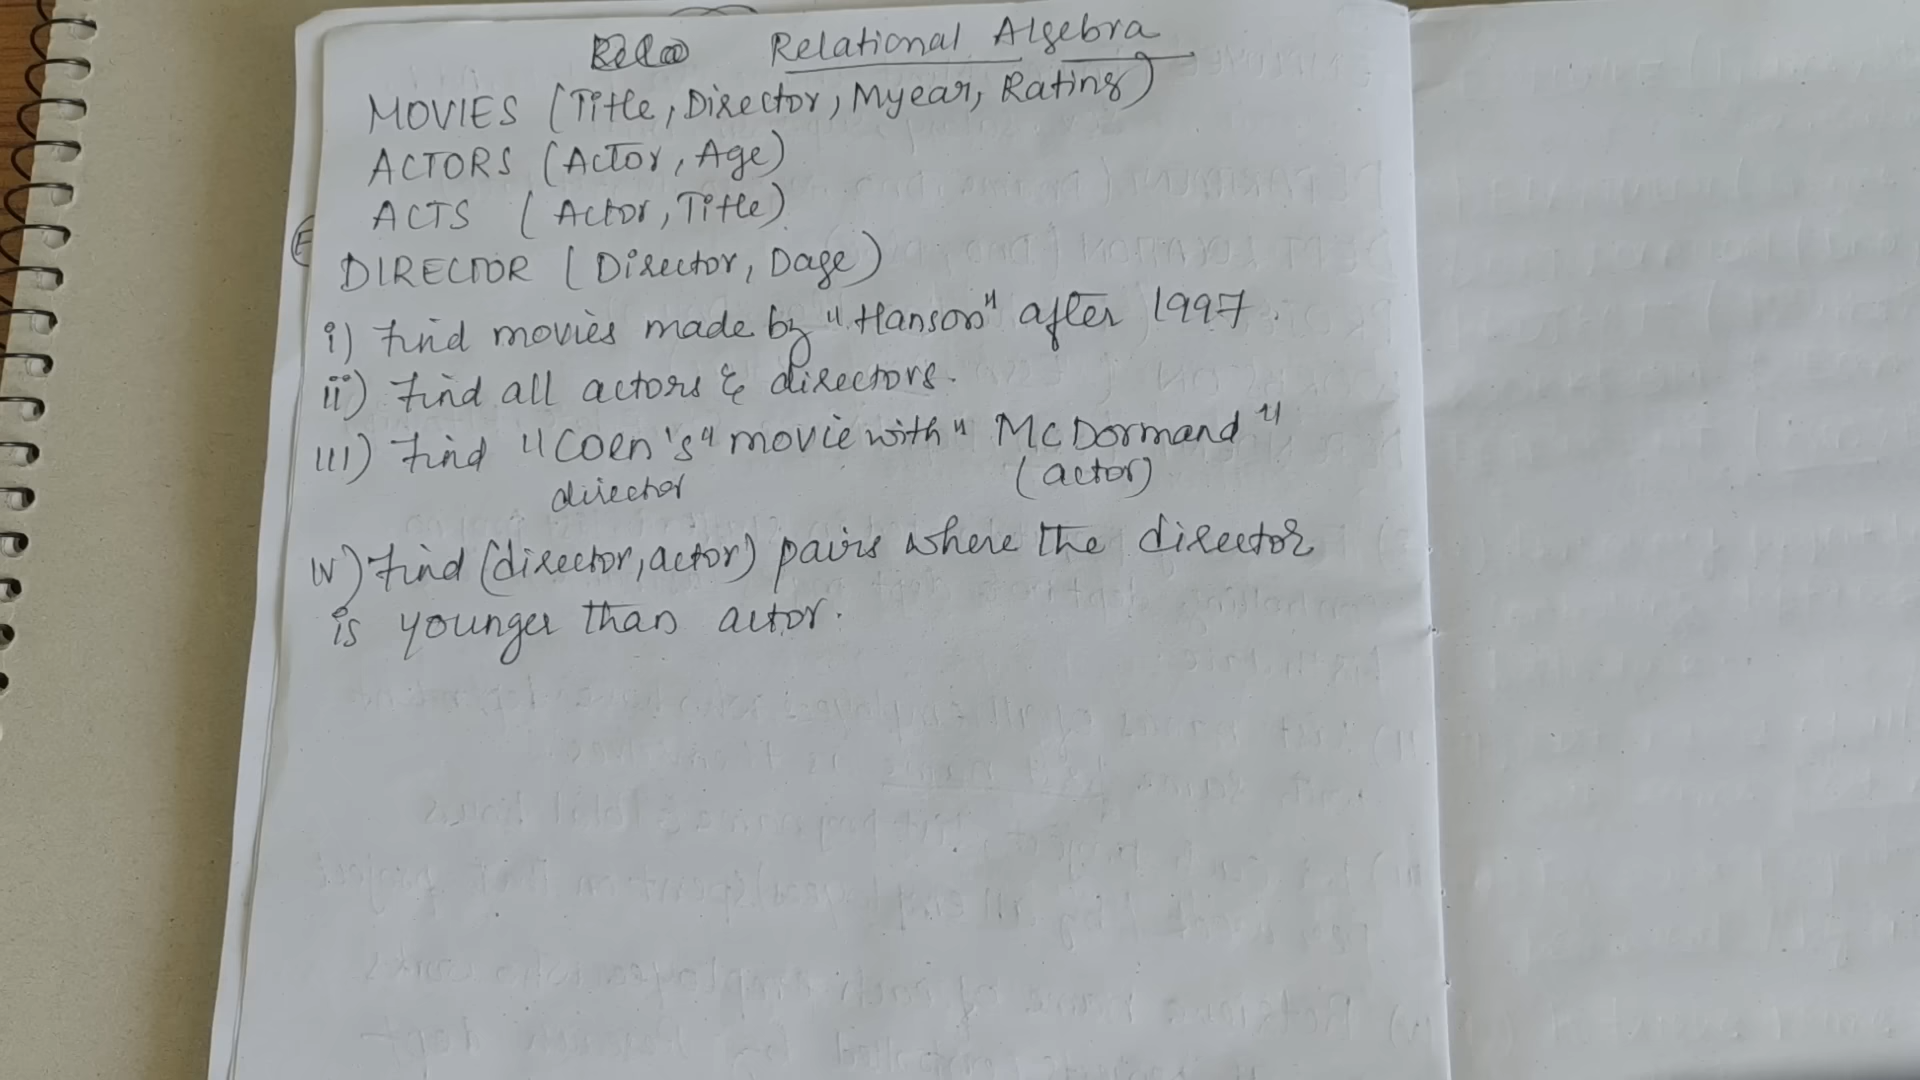 Relational Algebra
MOVIES (Title, Director, Myear, Rating)
ACTORS (Actor, Age)
ACTS (Actor, Title)
DIRECTOR (Director, Dage)
i) Find movies made by "Hanson" after 1997.
ii) Find all actors & directors.
iii) Find "Coen's" movie with "McDormand"
director (actor)
iv) Find (director, actor) pairs where the director
is younger than actor.